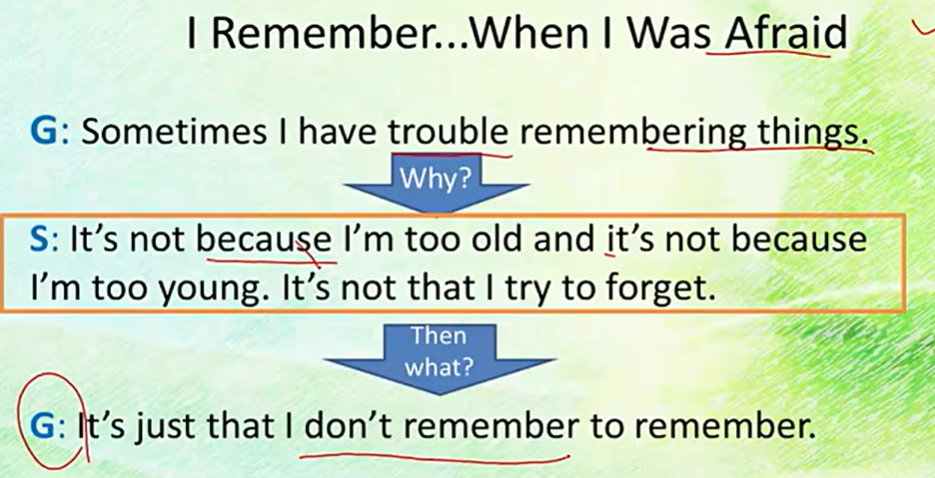 I Remember...When I Was Afraid
G: Sometimes I have trouble remembering things.
Why?
S: It's not because I'm too old and it's not because
I'm too young. It's not that I try to forget.
Then
what?
G: It's just that I don't remember to remember.